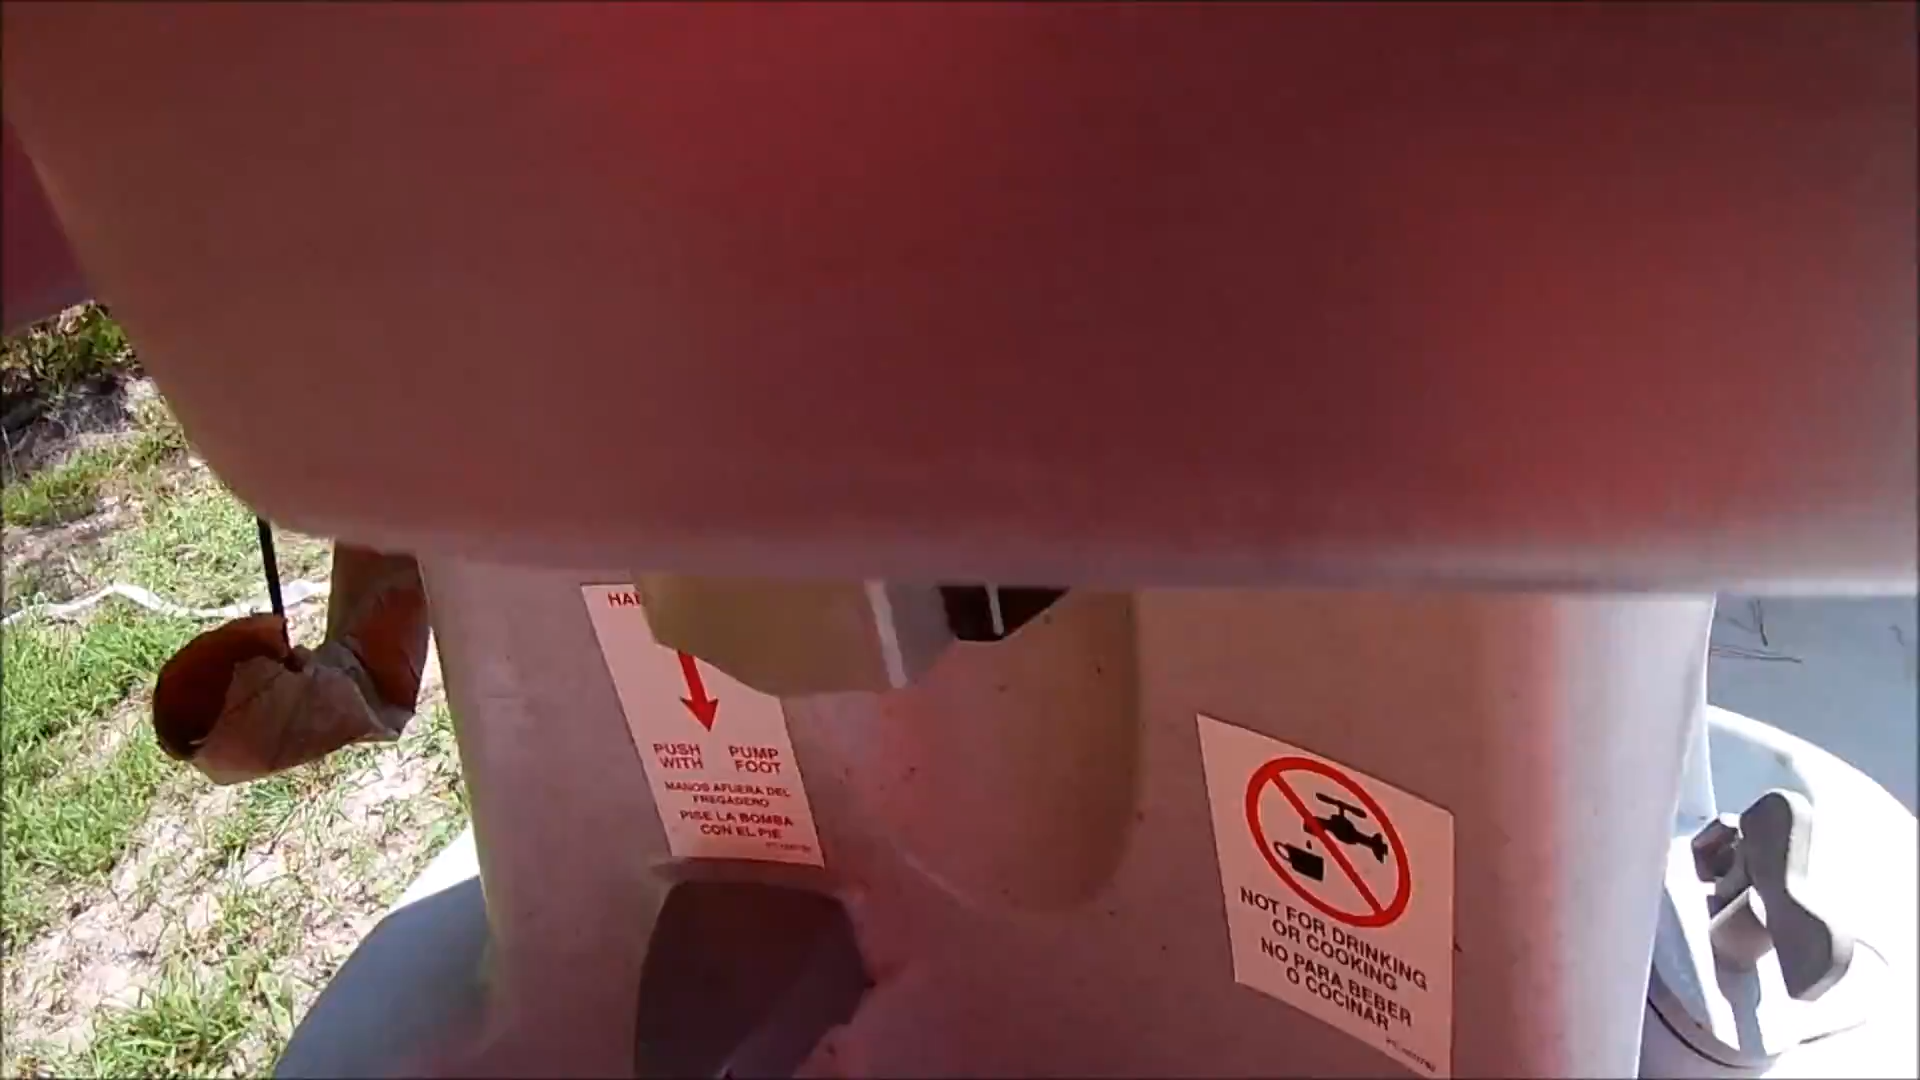 PUSH PUMP
WITH FOOT
MANOS AFUERA DEL
FREGADERO
PISE LA BOMBA
CON EL PIE
NOT FOR DRINKING
OR COOKING
NO PARA BEBER
O COCINAR